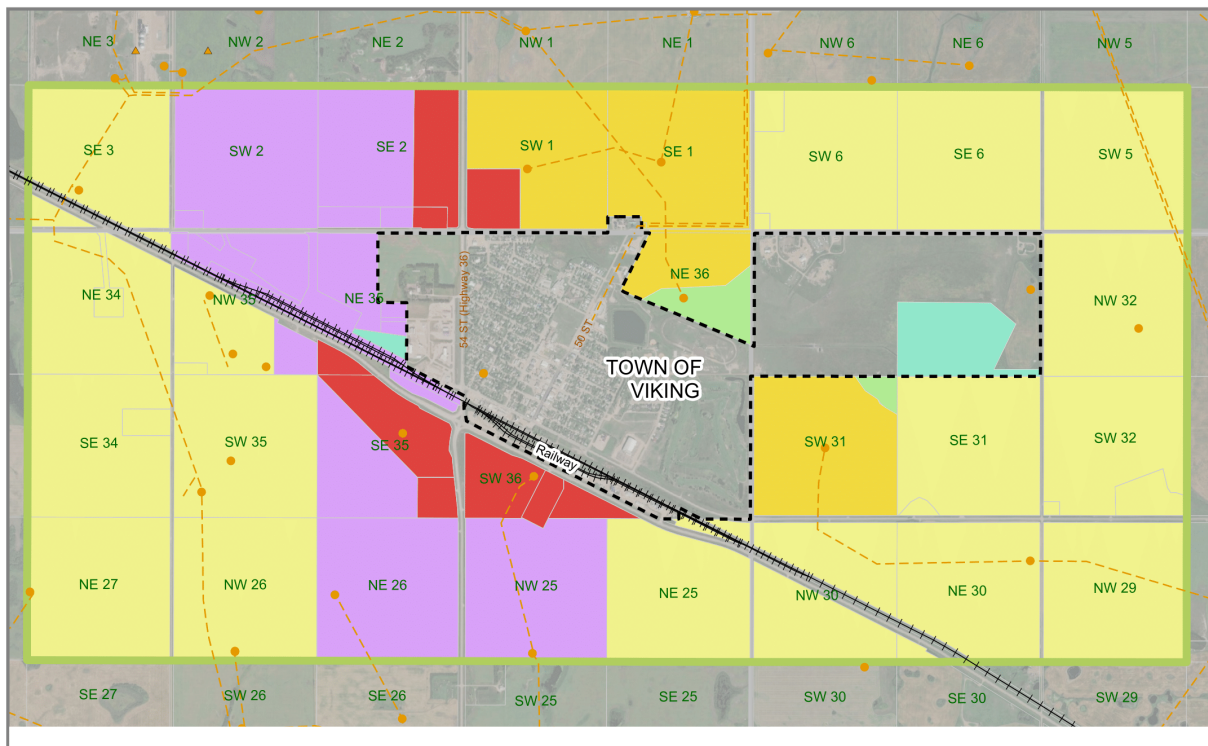 NE 3
NW 2
NE 2
NW 1
NE 1
NW 6
NE 6
NW 5
SE 3
SW 2
SE 2
SW 1
SE 1
SW 6
SE 6
SW 5
NE 34
NW 35
NE 35
54 ST (Highway 36)
50 ST
NE 36
NW 32
TOWN OF
VIKING
SE 34
SW 35
SE 35
SW 36
Railway
SW 31
SE 31
SW 32
NE 27
NW 26
NE 26
NW 25
NE 25
NW 30
NE 30
NW 29
SE 27
SW 26
SE 26
SW 25
SE 25
SW 30
SE 30
SW 29